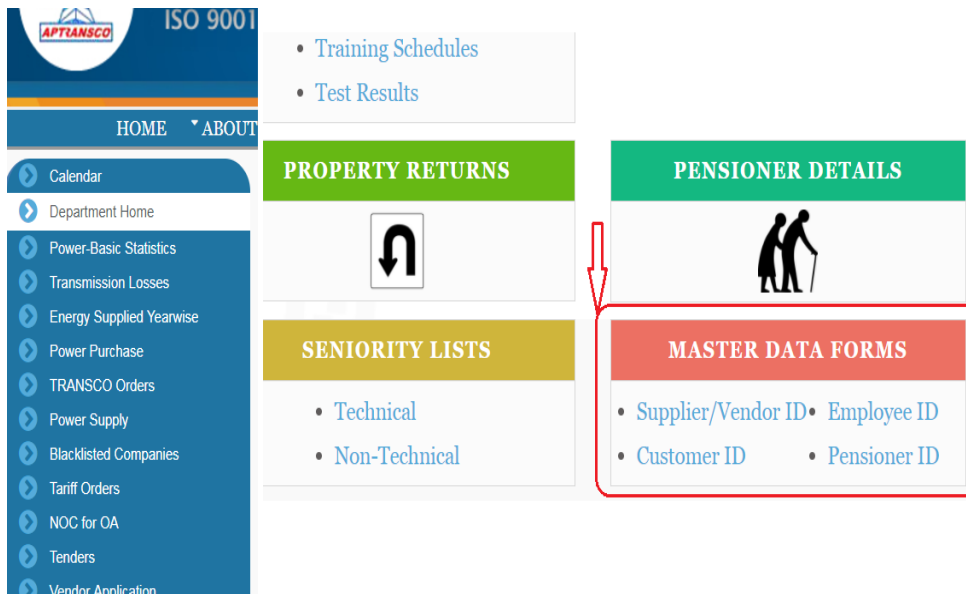 APTRANSCO
ISO 9001
HOME ABOUT
Calendar
Department Home
Power-Basic Statistics
Transmission Losses
Energy Supplied Yearwise
Power Purchase
TRANSCO Orders
Power Supply
Blacklisted Companies
Tariff Orders
NOC for OA
Tenders
Vendor Application
• Training Schedules
• Test Results
PROPERTY RETURNS
PENSIONER DETAILS
SENIORITY LISTS
• Technical
• Non-Technical
MASTER DATA FORMS
• Supplier/Vendor ID • Employee ID
• Customer ID • Pensioner ID